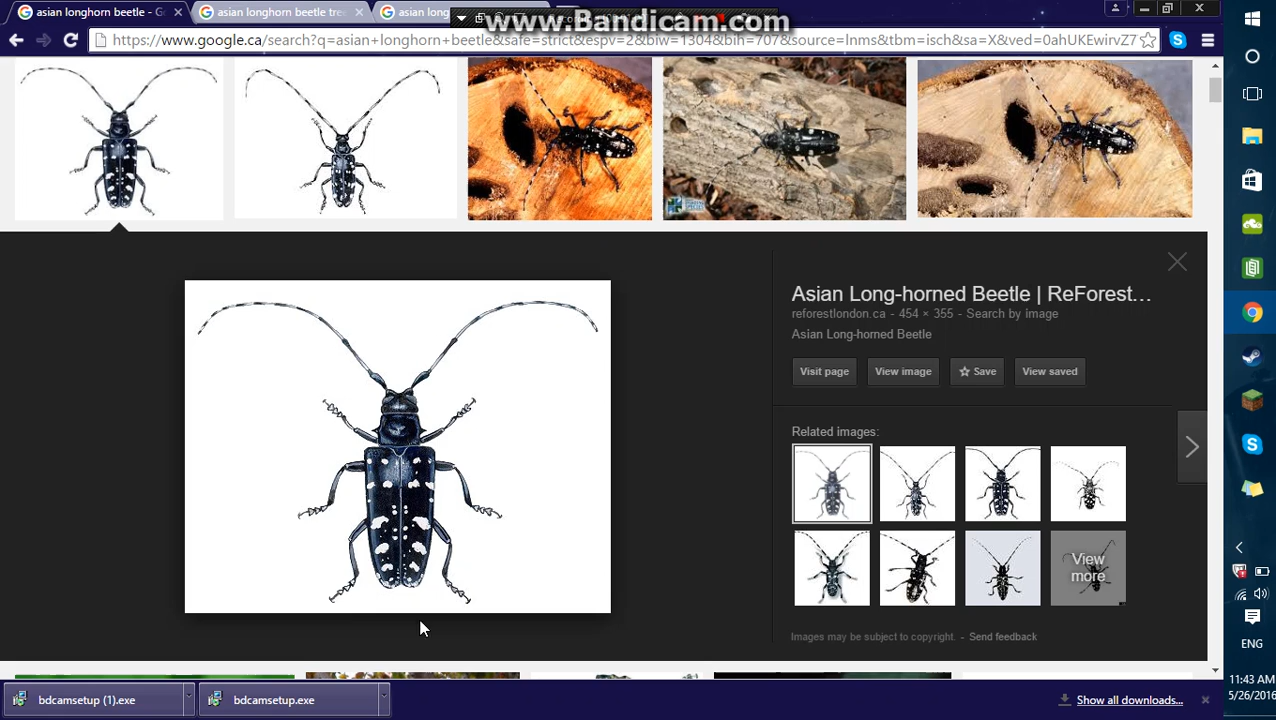 asian longhorn beetle - G
asian longhorn beetle tre
asian long
www.Bandicam.com
https://www.google.ca/search?q=asian+longhorn+beetle&safe=strict&espv=2&biw=1304&bih=707&source=lnms&tbm=isch&sa=X&ved=0ahUKEwirvZ7
Asian Long-horned Beetle | ReForest…
reforestlondon.ca - 454 × 355 - Search by image
Asian Long-horned Beetle
Visit page
View image
Save
View saved
Related images:
View more
Images may be subject to copyright. - Send feedback
bdcamsetup (1).exe
bdcamsetup.exe
Show all downloads...
ENG
11:43 AM
5/26/2016